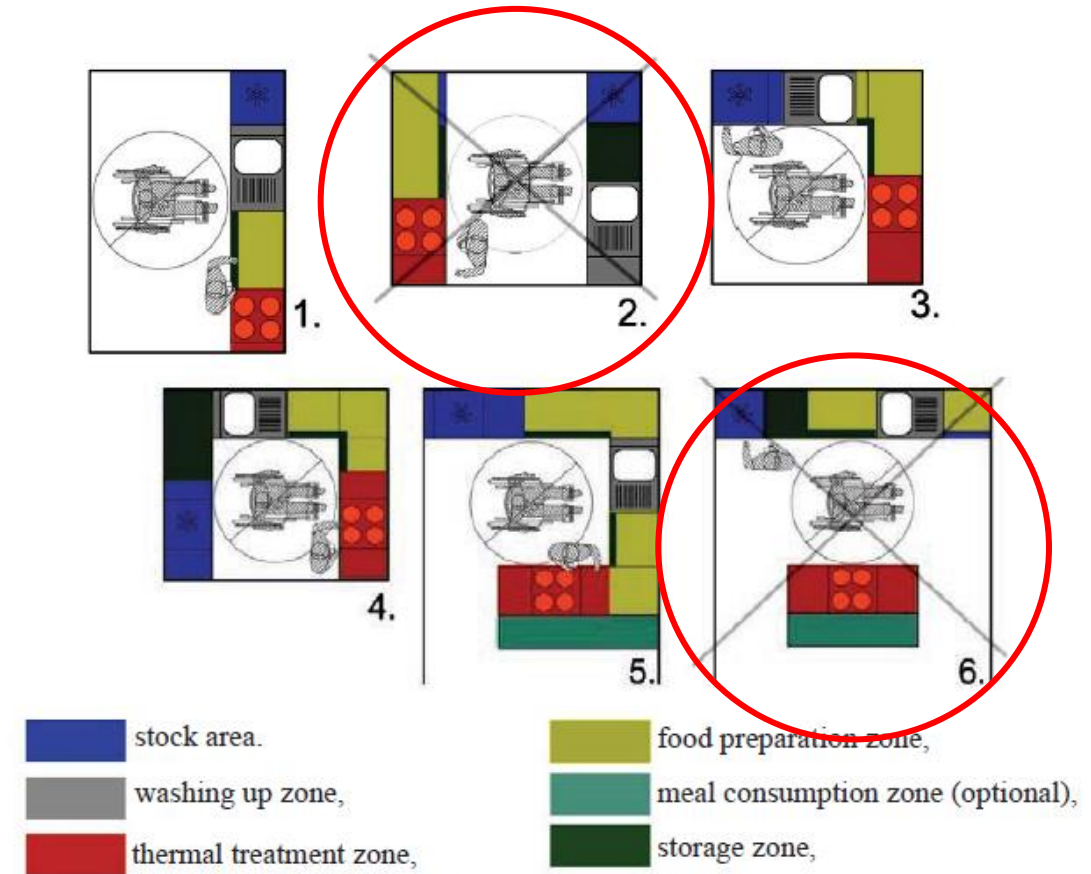 1.
2.
3.
4.
5.
6.
stock area.
food preparation zone,
washing up zone,
meal consumption zone (optional),
thermal treatment zone,
storage zone,